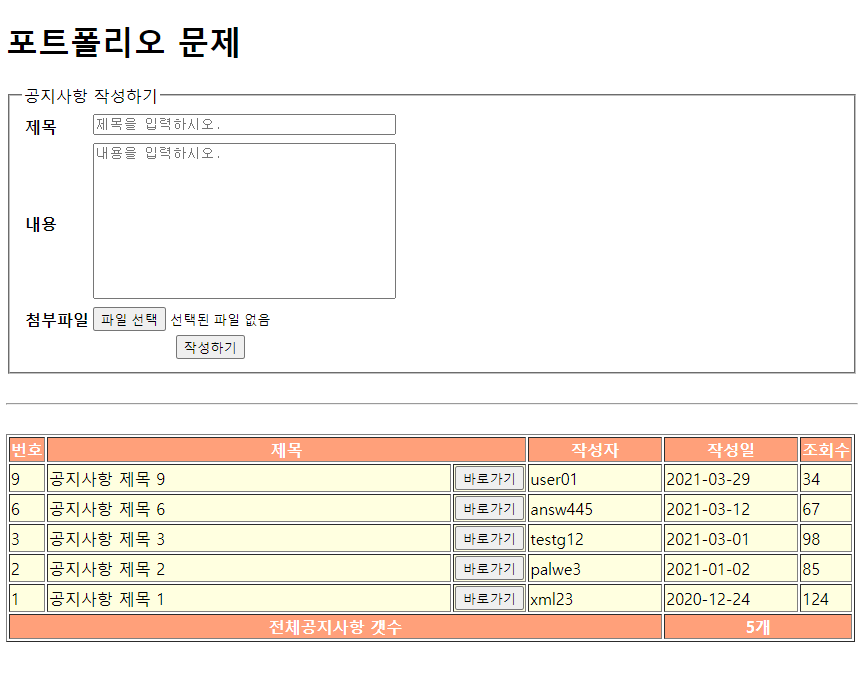 포트폴리오 문제
공지사항 작성하기
제목 제목을 입력하시오.
내용을 입력하시오.
내용
첨부파일 파일 선택 선택된 파일 없음
작성하기
번호 제목 작성자 작성일 조회수
9 공지사항 제목 9 바로가기 user01 2021-03-29 34
6 공지사항 제목 6 바로가기 answ445 2021-03-12 67
3 공지사항 제목 3 바로가기 testg12 2021-03-01 98
2 공지사항 제목 2 바로가기 palwe3 2021-01-02 85
1 공지사항 제목 1 바로가기 xml23 2020-12-24 124
전체공지사항 갯수 5개